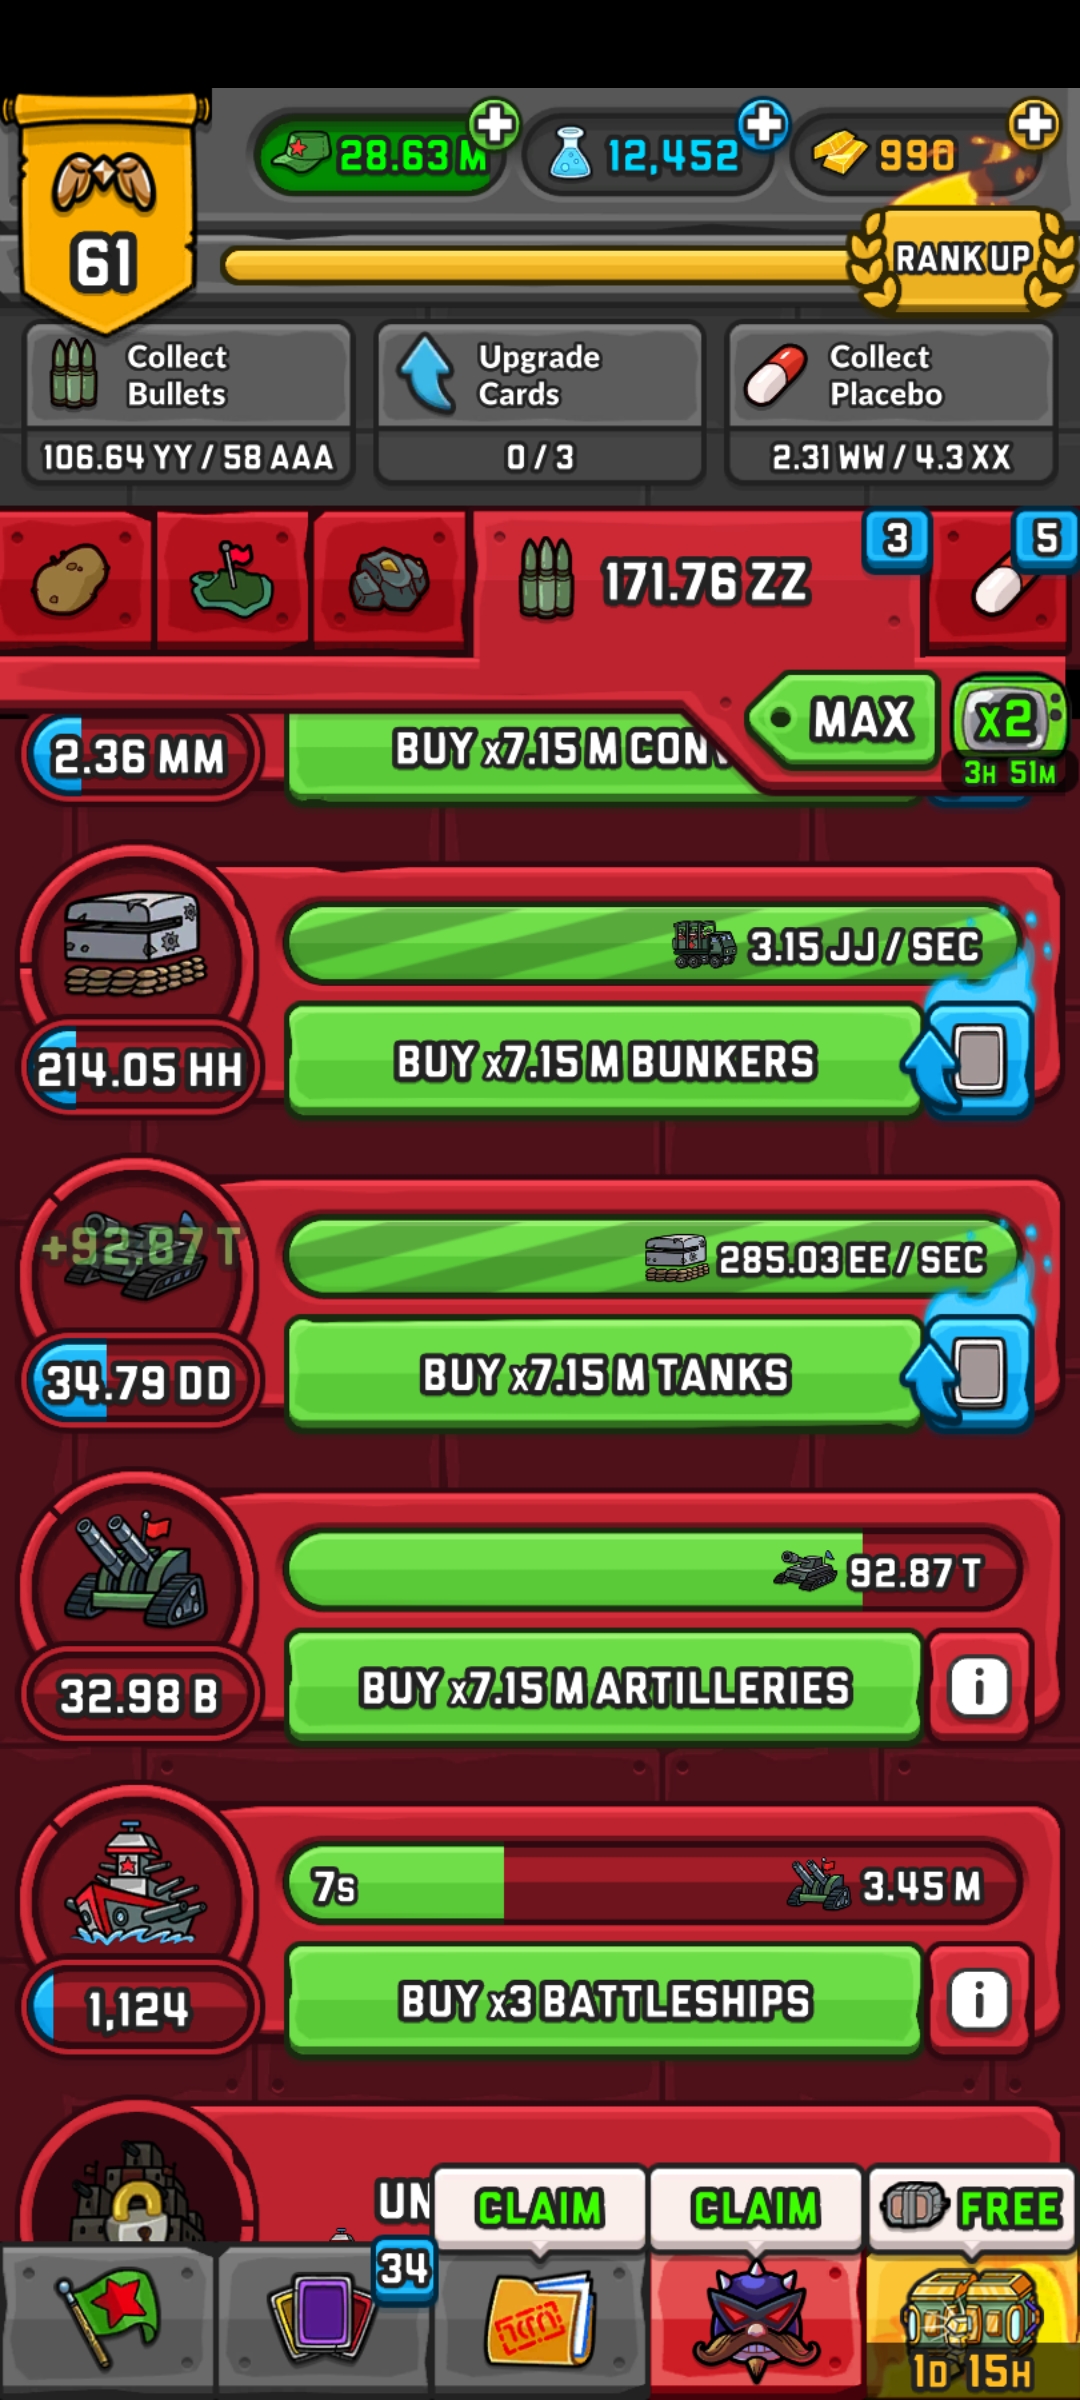 28.63 M
12,452
990
61
RANK UP
Collect
Bullets
106.64 YY / 58 AAA
Upgrade
Cards
0 / 3
Collect
Placebo
2.31 WW / 4.3 XX
171.76 ZZ
3
5
MAX
x2
3H 51M
2.36 MM
BUY x7.15 M CON
3.15 JJ / SEC
214.05 HH
BUY x7.15 M BUNKERS
+92.87 T
285.03 EE / SEC
34.79 DD
BUY x7.15 M TANKS
92.87 T
32.98 B
BUY x7.15 M ARTILLERIES
i
7s
3.45 M
1,124
BUY x3 BATTLESHIPS
i
UN
CLAIM
CLAIM
FREE
34
1D 15H